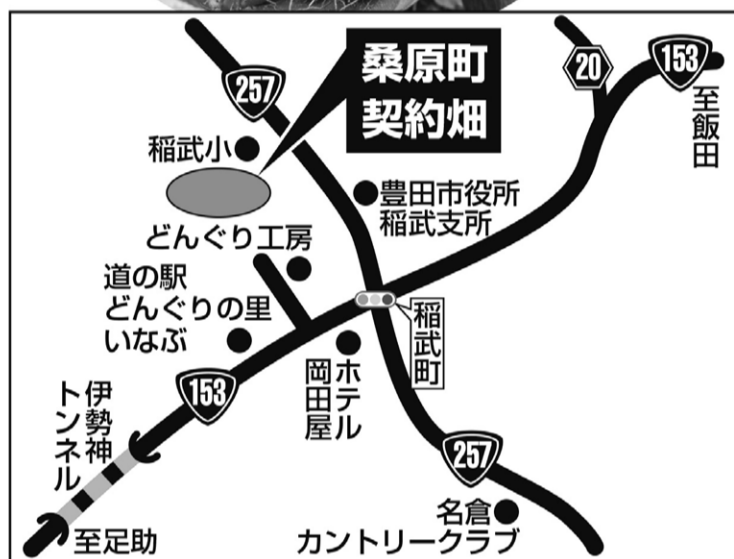 桑原町
契約畑
257
20
153
至飯田
稲武小
豊田市役所
稲武支所
どんぐり工房
道の駅
どんぐりの里
いなぶ
稲武町
ホテル
岡田屋
153
伊勢神
トンネル
257
名倉
カントリークラブ
至足助